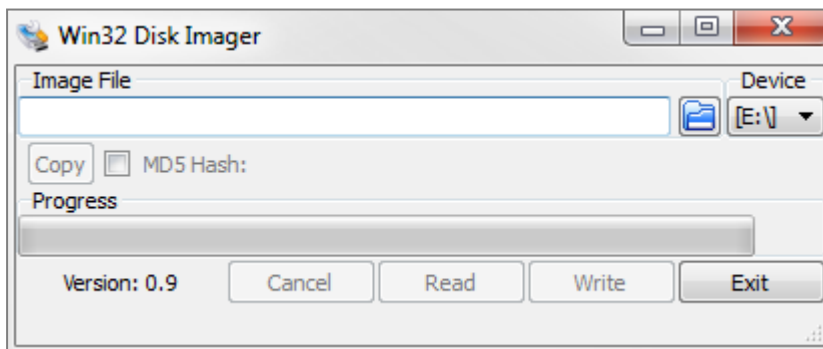 Win32 Disk Imager
Image File Device
[E:\]
Copy MD5 Hash:
Progress
Version: 0.9 Cancel Read Write Exit